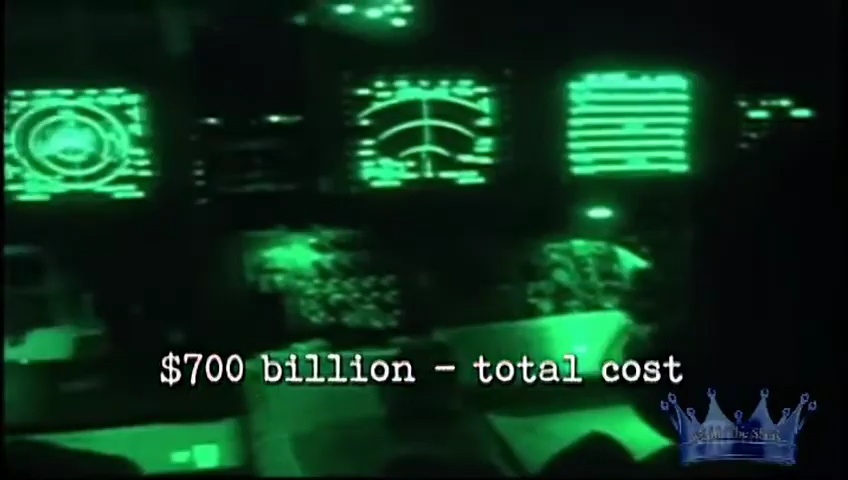 $700 billion – total cost